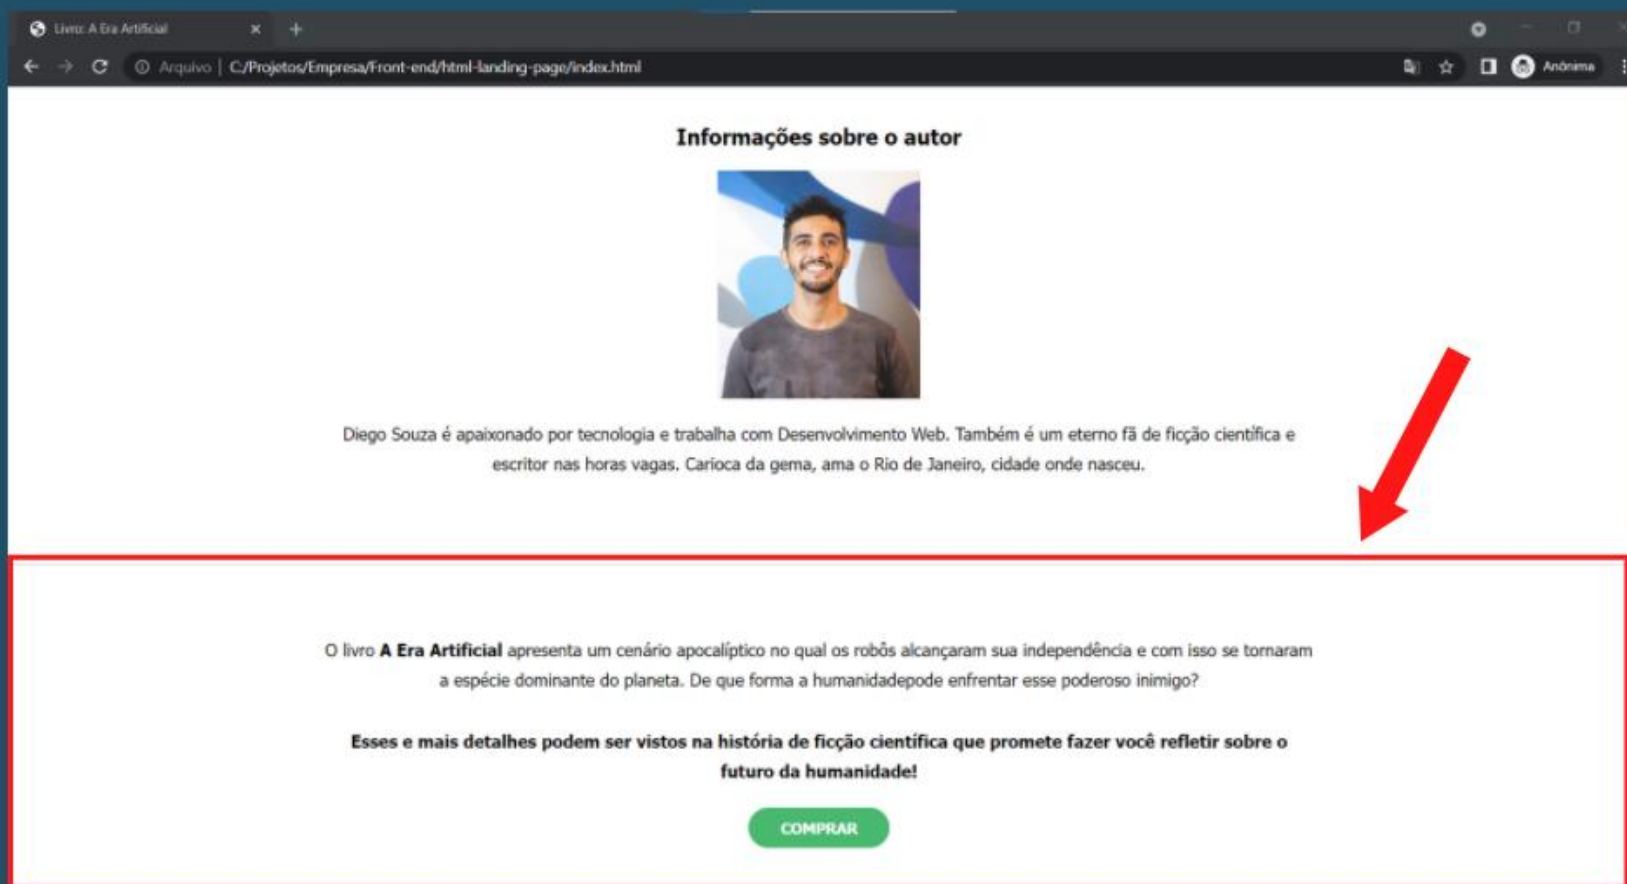 Livro: A Era Artificial
Arquivo | C:/Projetos/Empresa/Front-end/html-landing-page/index.html
Anônima
Informações sobre o autor
Diego Souza é apaixonado por tecnologia e trabalha com Desenvolvimento Web. Também é um eterno fã de ficção científica e
escritor nas horas vagas. Carioca da gema, ama o Rio de Janeiro, cidade onde nasceu.
O livro A Era Artificial apresenta um cenário apocalíptico no qual os robôs alcançaram sua independência e com isso se tornaram
a espécie dominante do planeta. De que forma a humanidadepode enfrentar esse poderoso inimigo?
Esses e mais detalhes podem ser vistos na história de ficção científica que promete fazer você refletir sobre o
futuro da humanidade!
COMPRAR